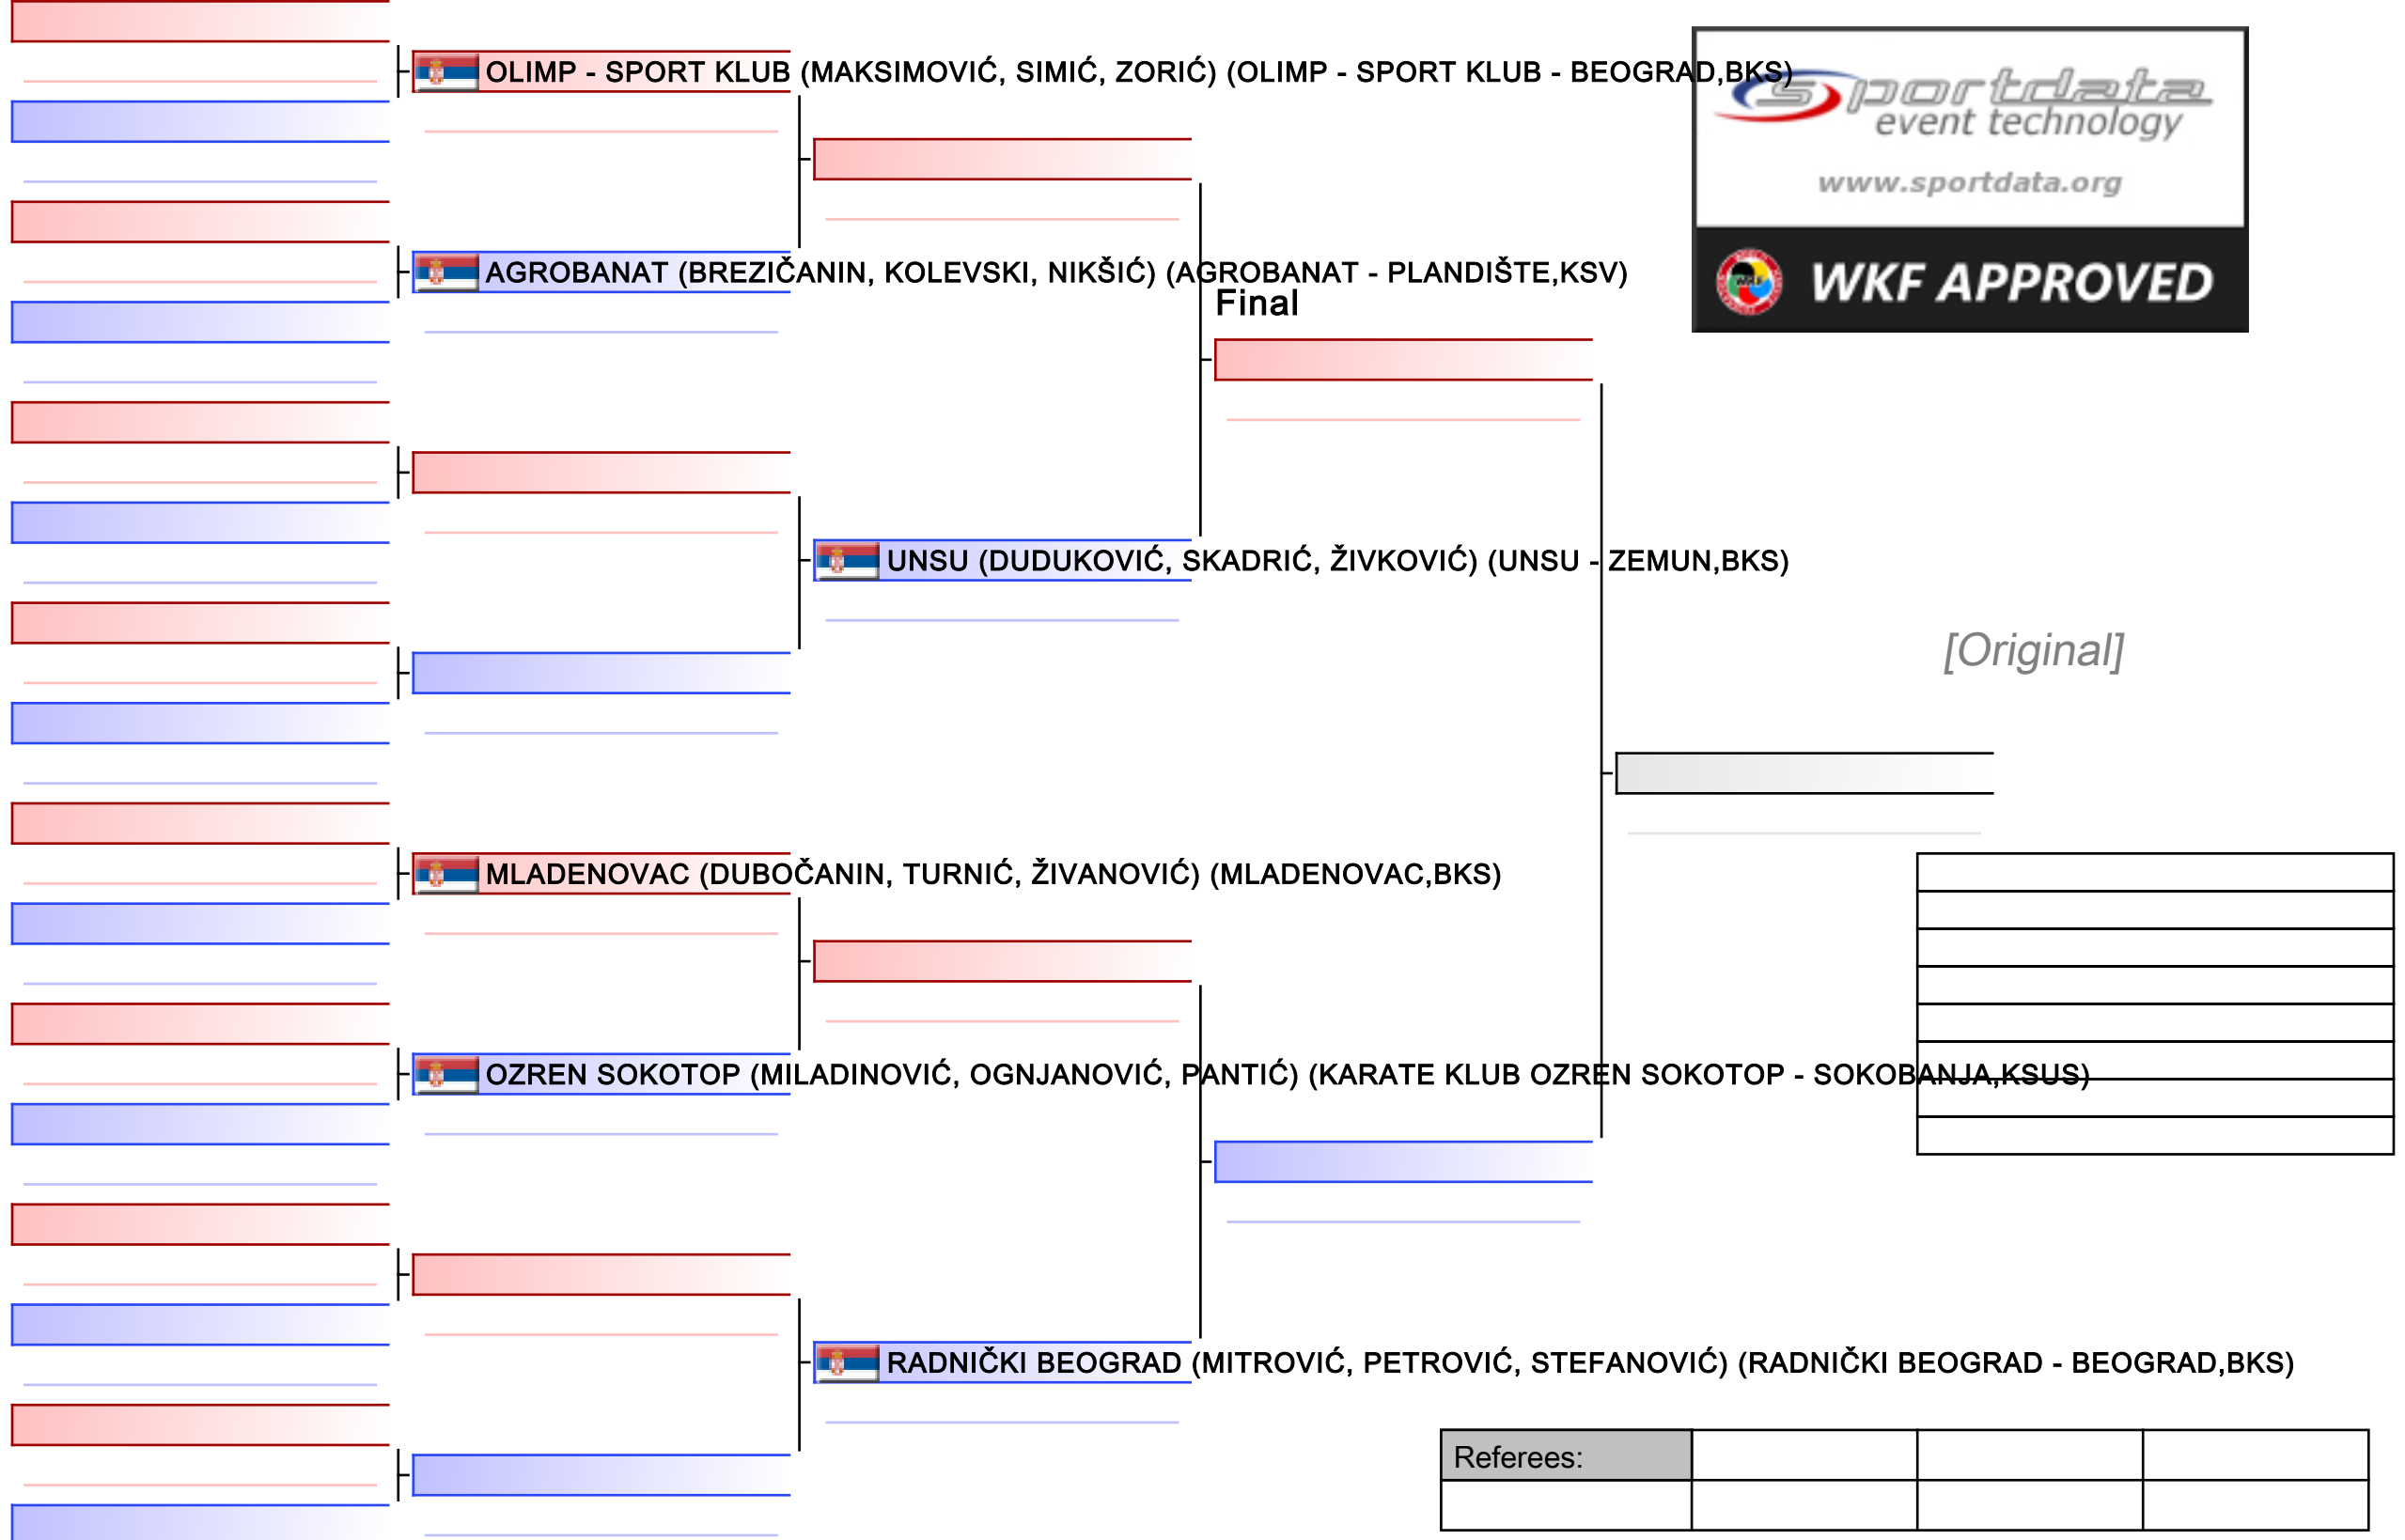 OLIMP - SPORT KLUB (MAKSIMOVIĆ, SIMIĆ, ZORIĆ) (OLIMP - SPORT KLUB - BEOGRAD,BKS)
sportdata
event technology
www.sportdata.org
AGROBANAT (BREZIČANIN, KOLEVSKI, NIKŠIĆ) (AGROBANAT - PLANDIŠTE,KSV)
WKF
WKF APPROVED
Final
UNSU (DUDUKOVIĆ, SKADRIĆ, ŽIVKOVIĆ) (UNSU - ZEMUN,BKS)
[Original]
MLADENOVAC (DUBOČANIN, TURNIĆ, ŽIVANOVIĆ) (MLADENOVAC,BKS)
OZREN SOKOTOP (MILADINOVIĆ, OGNJANOVIĆ, PANTIĆ) (KARATE KLUB OZREN SOKOTOP - SOKOBANJA,KSUS)
RADNIČKI BEOGRAD (MITROVIĆ, PETROVIĆ, STEFANOVIĆ) (RADNIČKI BEOGRAD - BEOGRAD,BKS)
Referees: